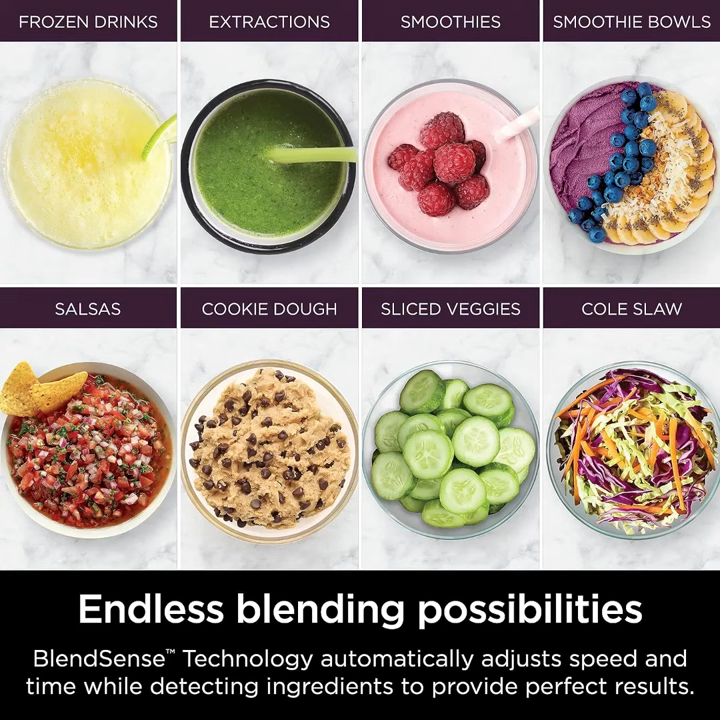 FROZEN DRINKS
EXTRACTIONS
SMOOTHIES
SMOOTHIE BOWLS
SALSAS
COOKIE DOUGH
SLICED VEGGIES
COLE SLAW
Endless blending possibilities
BlendSense™ Technology automatically adjusts speed and
time while detecting ingredients to provide perfect results.